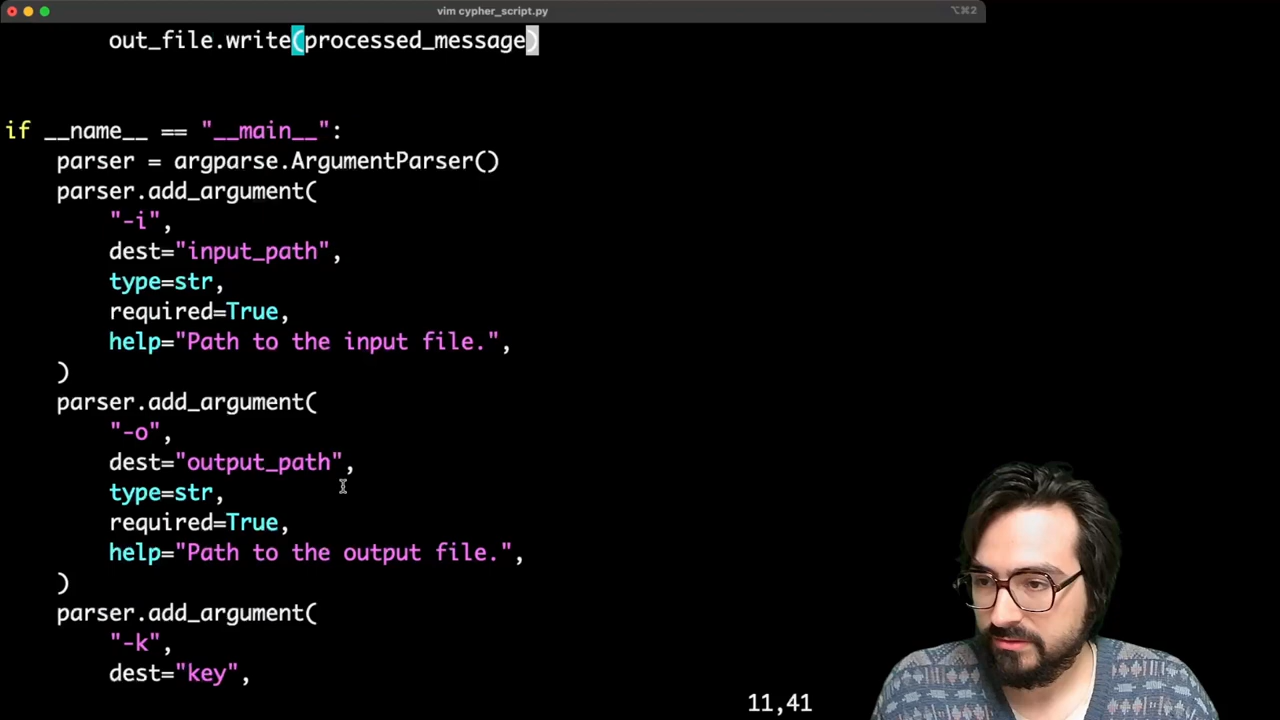 vim cypher_script.py
⌥⌘2
out_file.write(processed_message)
if __name__ == "__main__":
parser = argparse.ArgumentParser()
parser.add_argument(
"-i",
dest="input_path",
type=str,
required=True,
help="Path to the input file.",
)
parser.add_argument(
"-o",
dest="output_path",
type=str,
required=True,
help="Path to the output file.",
)
parser.add_argument(
"-k",
dest="key",
11,41